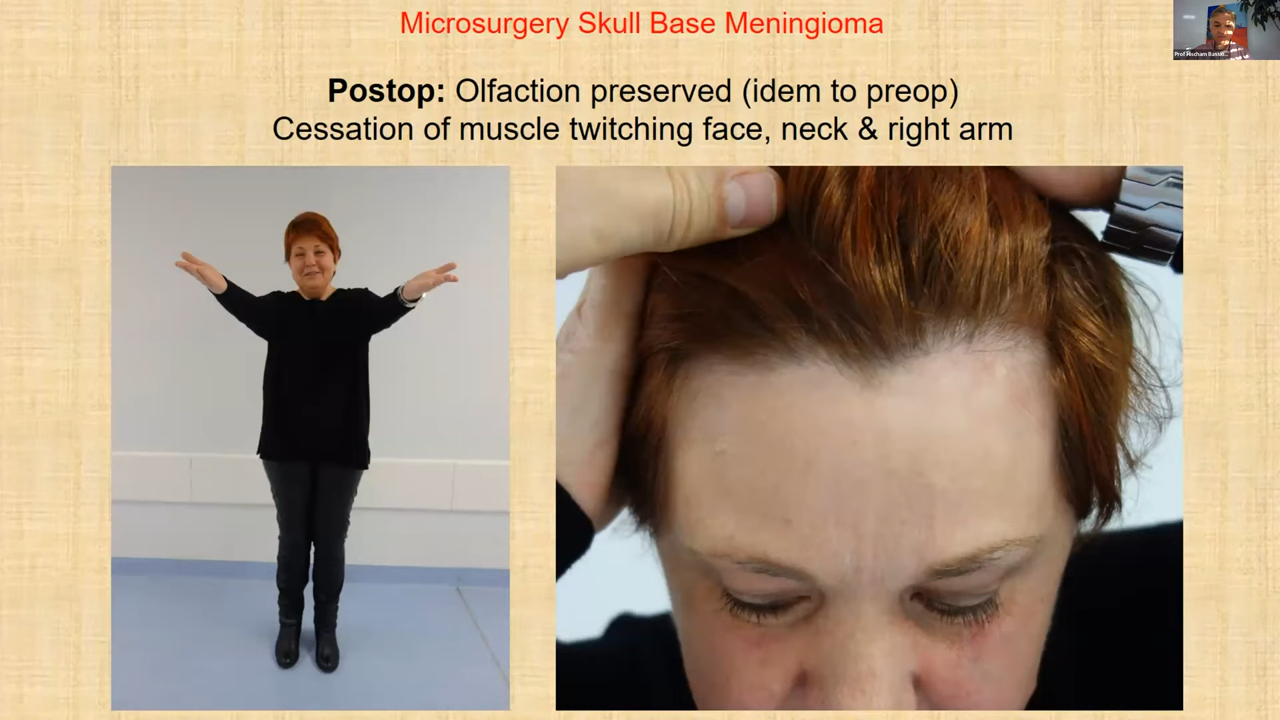 Microsurgery Skull Base Meningioma
Postop: Olfaction preserved (idem to preop)
Cessation of muscle twitching face, neck & right arm